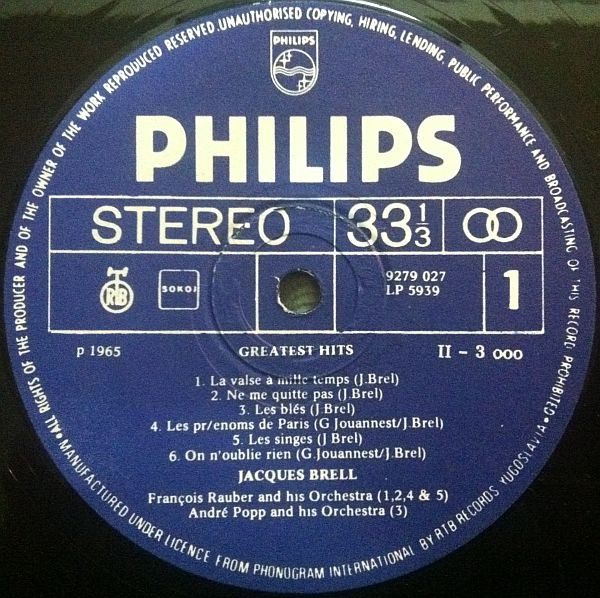 •ALL RIGHTS OF THE PRODUCER AND OF THE OWNER OF THE WORK REPRODUCED RESERVED.UNAUTHORISED COPYING, HIRING, LENDING, PUBLIC PERFORMANCE AND BROADCASTING OF THIS RECORD PROHIBITED•
PHILIPS
PHILIPS
STEREO 33 1/3
RTB SOKOJ 9279 027 1
LP 5939
p 1965 GREATEST HITS II - 3 000
1. La valse à mille temps (J.Brel)
2. Ne me quitte pas (J.Brel)
3. Les blés (J Brel)
4. Les pr/enoms de Paris (G Jouannest/J.Brel)
5. Les singes (J Brel)
6. On n'oublie rien (G.Jouannest/J.Brel)
JACQUES BRELL
François Rauber and his Orchestra (1,2,4 & 5)
André Popp and his Orchestra (3)
MANUFACTURED UNDER LICENCE FROM PHONOGRAM INTERNATIONAL BY RTB RECORDS YUGOSLAVIA•